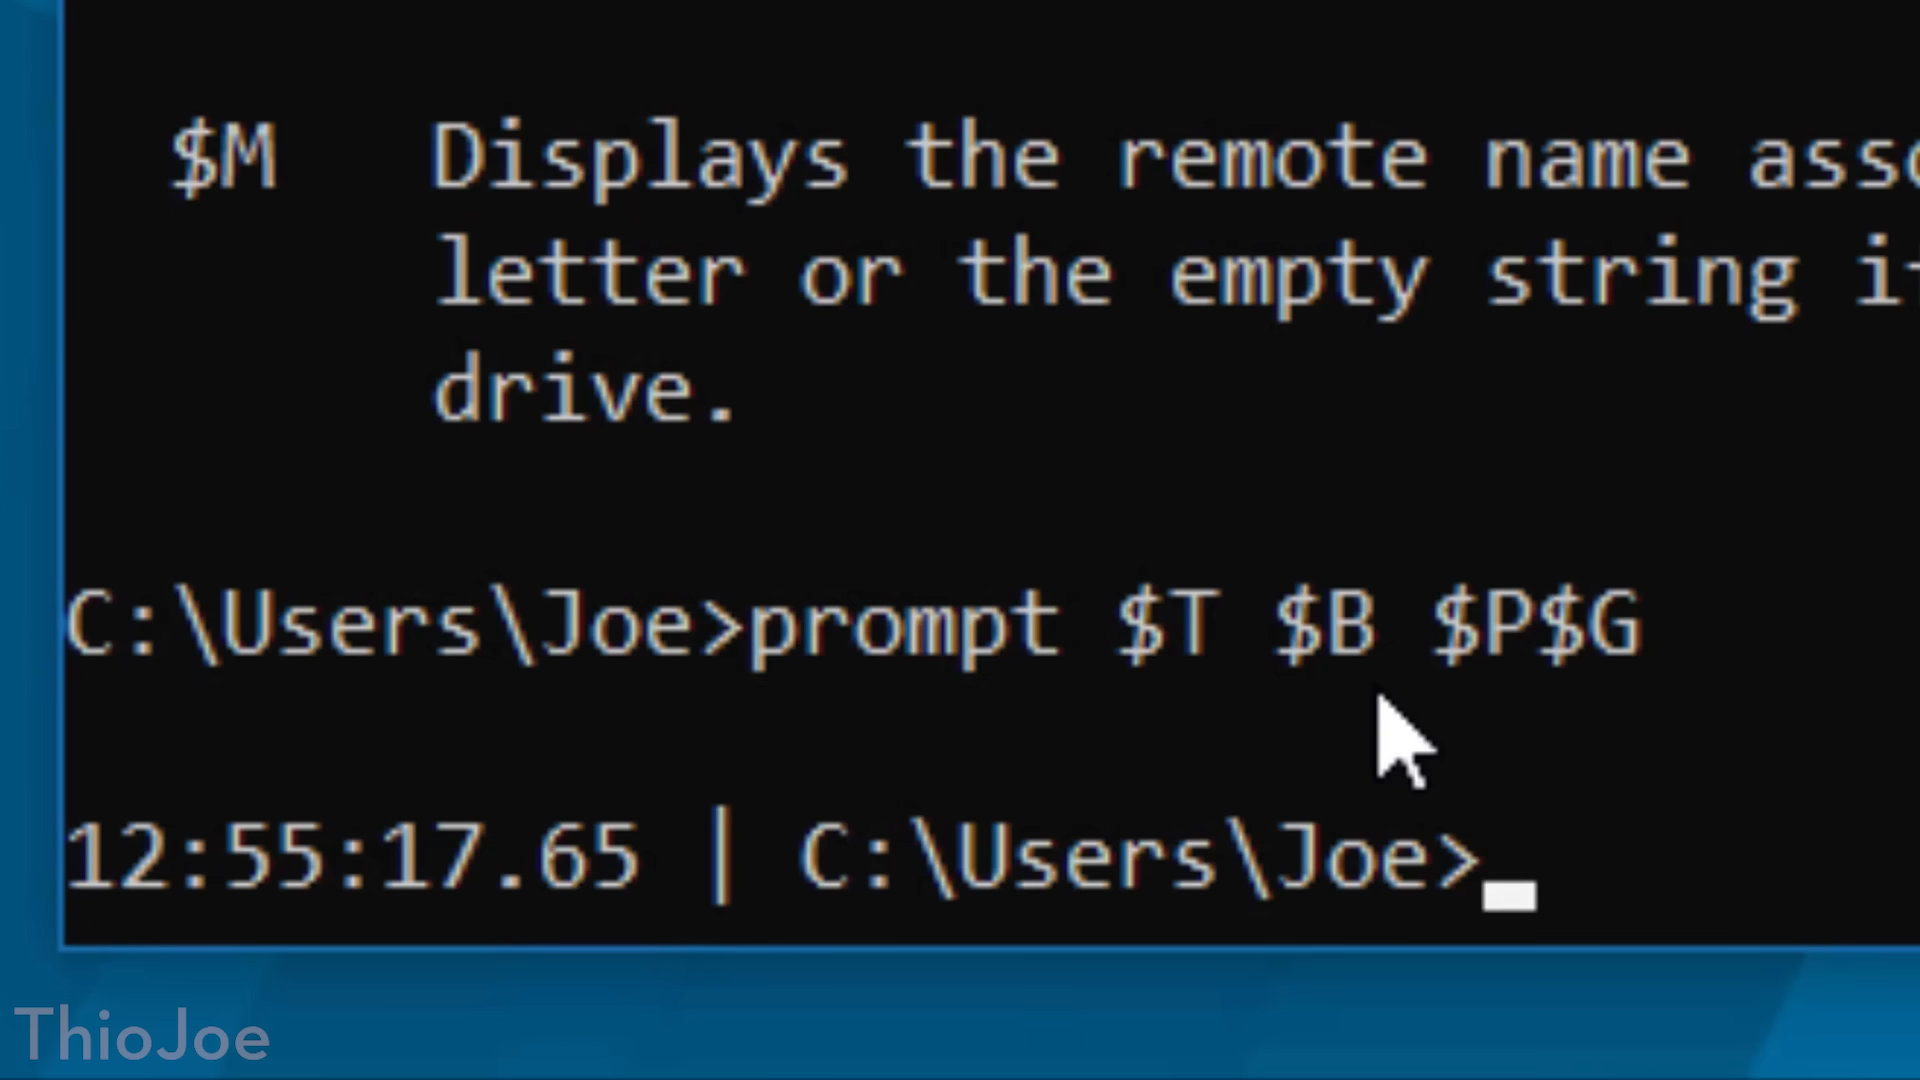 $M Displays the remote name
letter or the empty string
drive.
C:\Users\Joe>prompt $T $B $P$G
12:55:17.65 | C:\Users\Joe>
ThioJoe